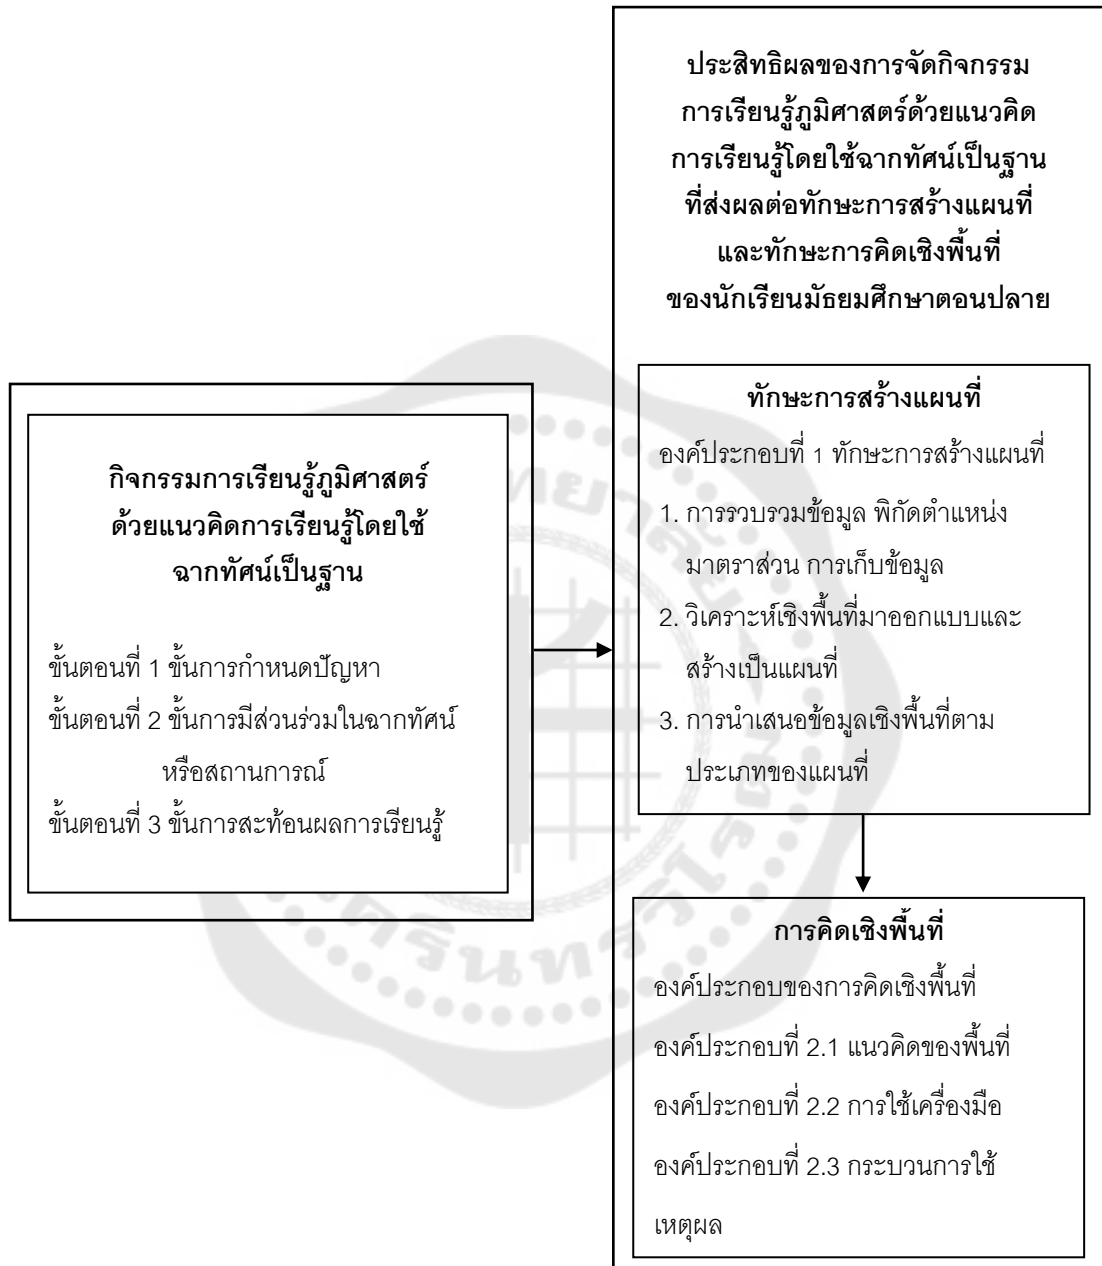 ประสิทธิผลของการจัดกิจกรรม
การเรียนรู้ภูมิศาสตร์ด้วยแนวคิด
การเรียนรู้โดยใช้ฉากทัศน์เป็นฐาน
ที่ส่งผลต่อทักษะการสร้างแผนที่
และทักษะการคิดเชิงพื้นที่
ของนักเรียนมัธยมศึกษาตอนปลาย
กิจกรรมการเรียนรู้ภูมิศาสตร์
ด้วยแนวคิดการเรียนรู้โดยใช้
ฉากทัศน์เป็นฐาน
ขั้นตอนที่ 1 ขั้นการกำหนดปัญหา
ขั้นตอนที่ 2 ขั้นการมีส่วนร่วมในฉากทัศน์
หรือสถานการณ์
ขั้นตอนที่ 3 ขั้นการสะท้อนผลการเรียนรู้
ทักษะการสร้างแผนที่
องค์ประกอบที่ 1 ทักษะการสร้างแผนที่
1. การรวบรวมข้อมูล พิกัดตำแหน่ง
มาตราส่วน การเก็บข้อมูล
2. วิเคราะห์เชิงพื้นที่มาออกแบบและ
สร้างเป็นแผนที่
3. การนำเสนอข้อมูลเชิงพื้นที่ตาม
ประเภทของแผนที่
การคิดเชิงพื้นที่
องค์ประกอบของการคิดเชิงพื้นที่
องค์ประกอบที่ 2.1 แนวคิดของพื้นที่
องค์ประกอบที่ 2.2 การใช้เครื่องมือ
องค์ประกอบที่ 2.3 กระบวนการใช้
เหตุผล